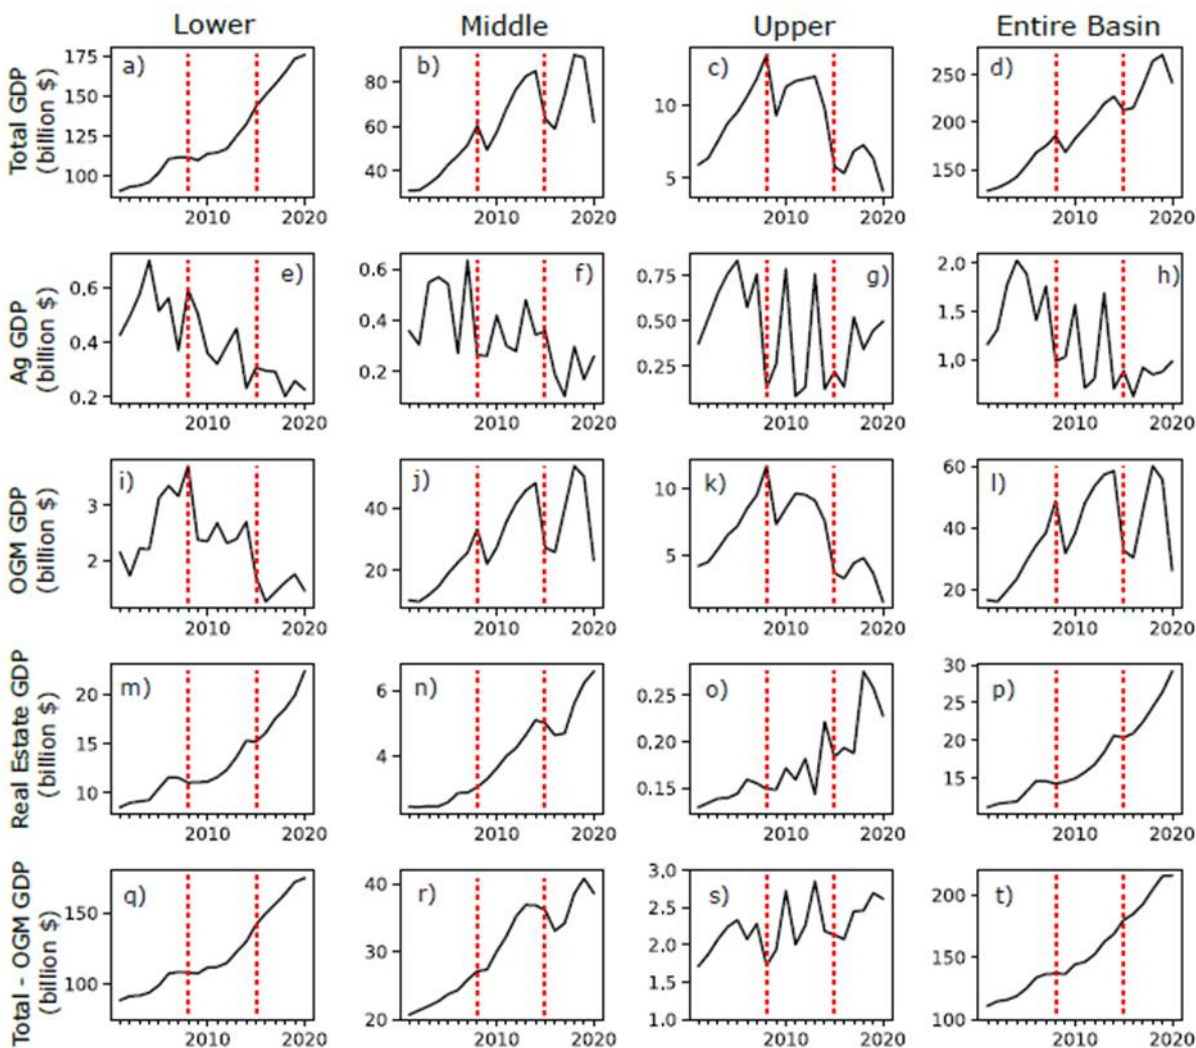 Lower Middle Upper Entire Basin
Total GDP
(billion $)
a) b) c) d)
175 150 125 100
80 60 40
10 5
250 200 150
2010 2020 2010 2020 2010 2020 2010 2020
Ag GDP
(billion $)
e) f) g) h)
0.6 0.4 0.2
0.6 0.4 0.2
0.75 0.50 0.25
2.0 1.5 1.0
2010 2020 2010 2020 2010 2020 2010 2020
OGM GDP
(billion $)
i) j) k) l)
3 2
40 20
10 5
60 40 20
2010 2020 2010 2020 2010 2020 2010 2020
Real Estate GDP
(billion $)
m) n) o) p)
20 15 10
6 4
0.25 0.20 0.15
30 25 20 15
2010 2020 2010 2020 2010 2020 2010 2020
Total - OGM GDP
(billion $)
q) r) s) t)
150 100
40 30 20
3.0 2.5 2.0 1.5 1.0
200 150 100
2010 2020 2010 2020 2010 2020 2010 2020